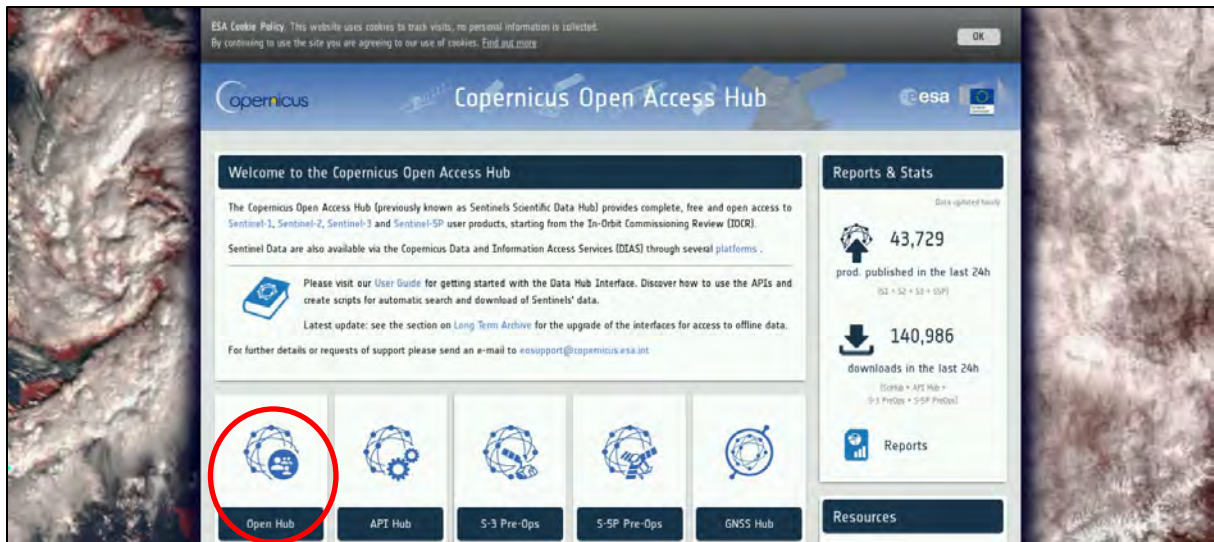 ESA Cookie Policy. This website uses cookies to track visits, no personal information is collected.
By continuing to use the site you are agreeing to our use of cookies. Find out more
OK
opernicus
Copernicus Open Access Hub
esa
Welcome to the Copernicus Open Access Hub
The Copernicus Open Access Hub (previously known as Sentinels Scientific Data Hub) provides complete, free and open access to
Sentinel-1, Sentinel-2, Sentinel-3 and Sentinel-5P user products, starting from the In-Orbit Commissioning Review (IOCR).
Sentinel Data are also available via the Copernicus Data and Information Access Services (DIAS) through several platforms .
Please visit our User Guide for getting started with the Data Hub Interface. Discover how to use the APIs and
create scripts for automatic search and download of Sentinels' data.
Latest update: see the section on Long Term Archive for the upgrade of the interfaces for access to offline data.
For further details or requests of support please send an e-mail to eosupport@copernicus.esa.int
Open Hub
API Hub
S-3 Pre-Ops
S-5P Pre-Ops
GNSS Hub
Reports & Stats
Data updated hourly
43,729
prod. published in the last 24h
(S1 + S2 + S3 + S5P)
140,986
downloads in the last 24h
(SciHub + API Hub +
S-3 PreOps + S-5P PreOps)
Reports
Resources